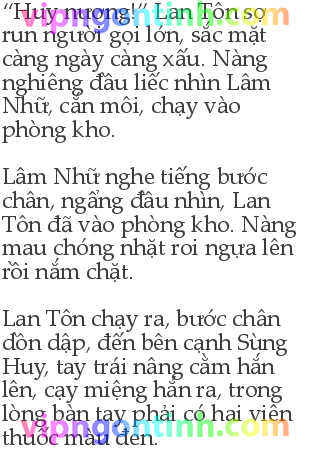 “Huy nương!” Lan Tôn sợ
run người gọi lớn, sắc mặt
càng ngày càng xấu. Nàng
nghiêng đầu liếc nhìn Lâm
Nhữ, cắn môi, chạy vào
phòng kho.
Lâm Nhữ nghe tiếng bước
chân, ngẩng đầu nhìn, Lan
Tôn đã vào phòng kho. Nàng
mau chóng nhặt roi ngựa lên
rồi nắm chặt.
Lan Tôn chạy ra, bước chân
dồn dập, đến bên cạnh Sùng
Huy, tay trái nâng cằm hắn
lên, cạy miệng hắn ra, trong
lòng bàn tay phải có hai viên
thuốc màu đen.
vipngontinh.com
vipngontinh.com